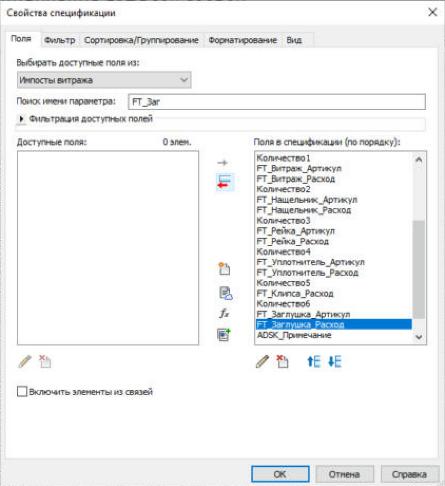 Свойства спецификации
Поля Фильтр Сортировка/Группирование Форматирование Вид
Выбирать доступные поля из:
Импосты витража
Поиск имени параметра: FT_Заг
Фильтрация доступных полей
Доступные поля: 0 элем.
Поля в спецификации (по порядку):
Количество1
FT_Витраж_Артикул
FT_Витраж_Расход
Количество2
FT_Нащельник_Артикул
FT_Нащельник_Расход
Количество3
FT_Рейка_Артикул
FT_Рейка_Расход
Количество4
FT_Уплотнитель_Артикул
FT_Уплотнитель_Расход
Количество5
FT_Клипса_Расход
Количество6
FT_Заглушка_Артикул
FT_Заглушка_Расход
ADSK_Примечание
Включить элементы из связей
OK Отмена Справка